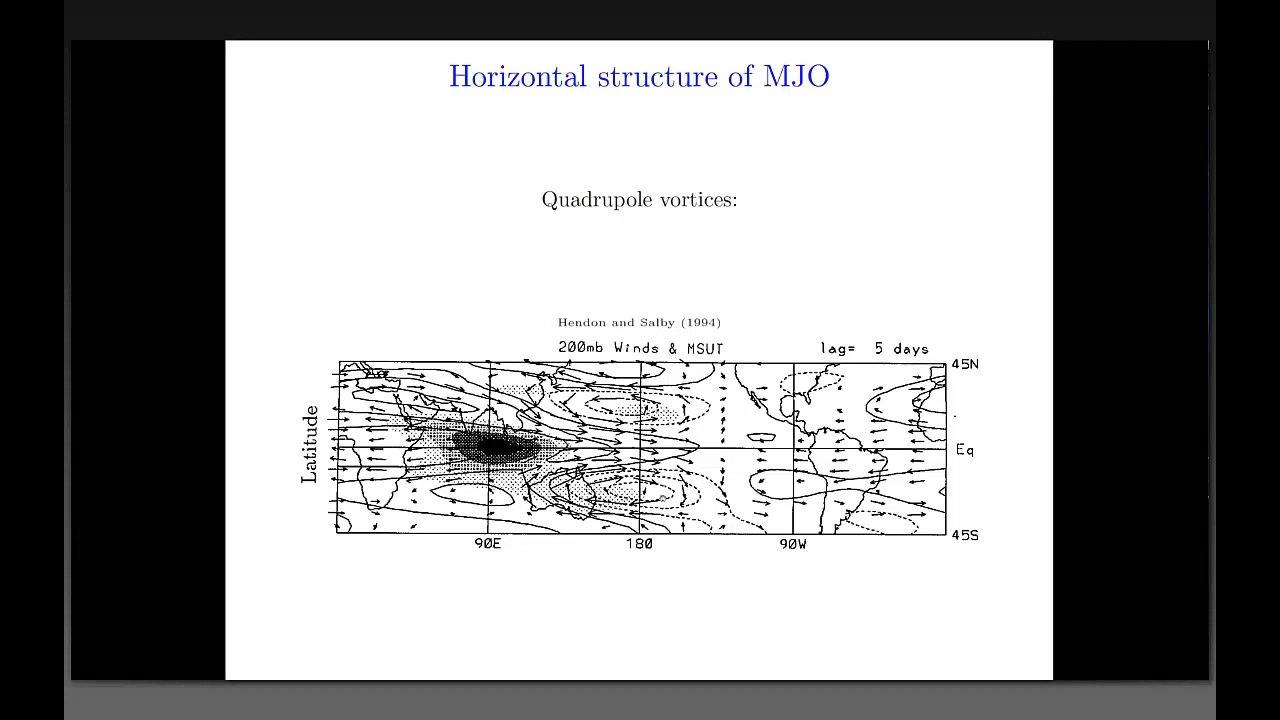 Horizontal structure of MJO
Quadrupole vortices:
Hendon and Salby (1994)
200mb Winds & MSUT lag= 5 days
45N
Latitude
Eq
45S
90E 180 90W